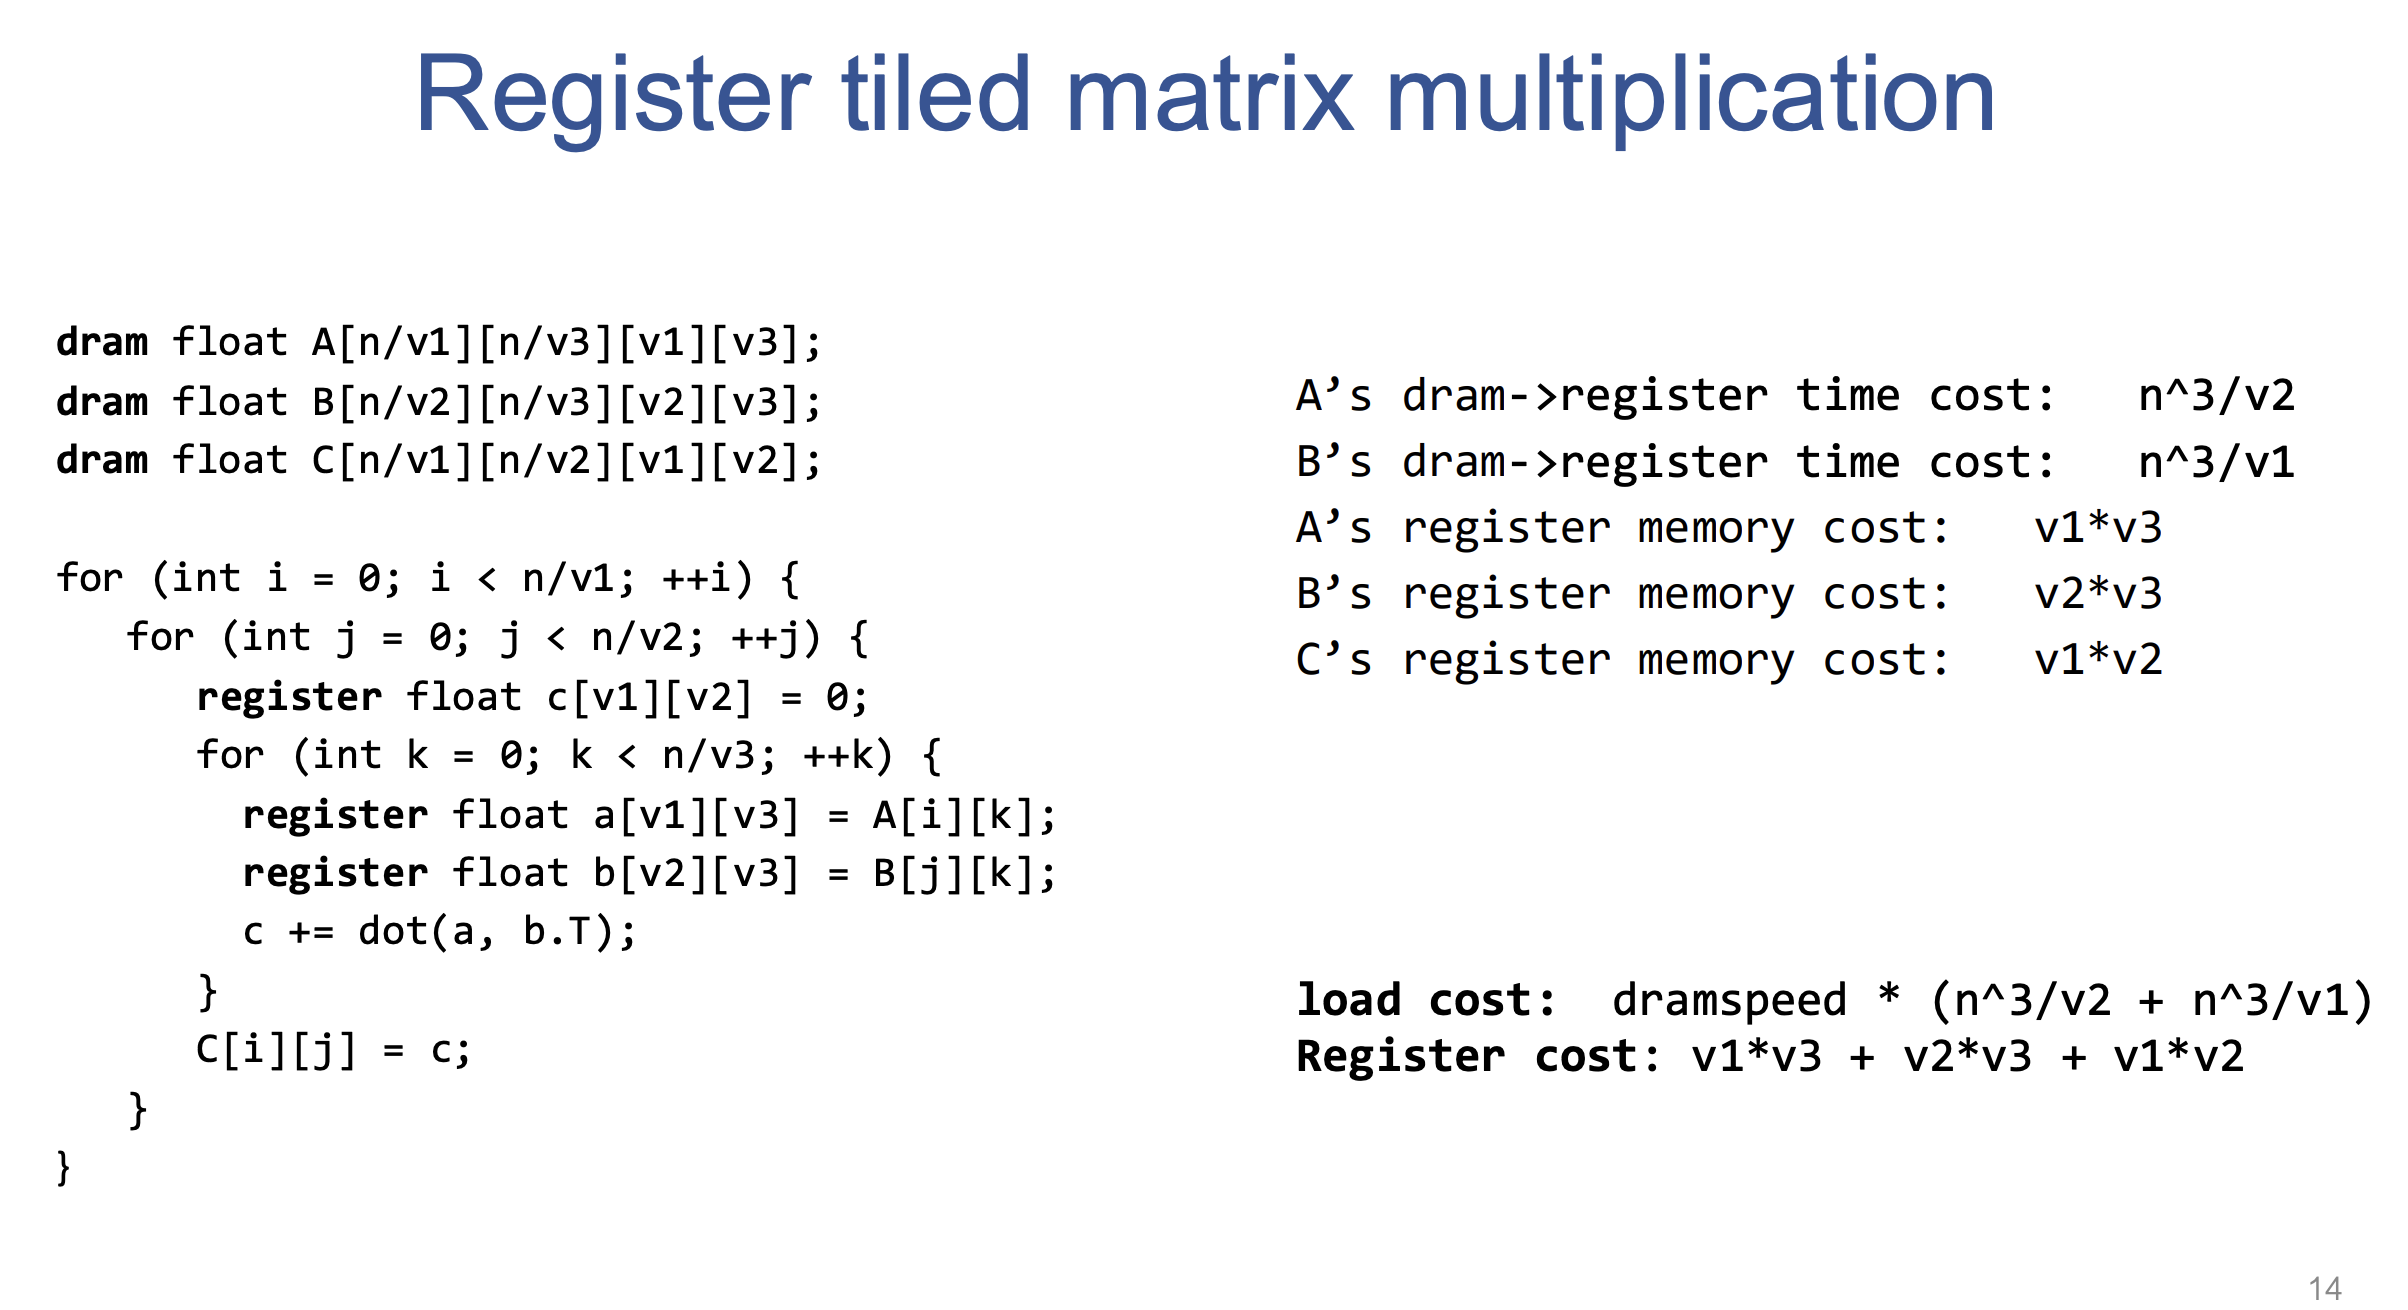 Register tiled matrix multiplication
dram float A[n/v1][n/v3][v1][v3];
dram float B[n/v2][n/v3][v2][v3];
dram float C[n/v1][n/v2][v1][v2];
for (int i = 0; i < n/v1; ++i) {
for (int j = 0; j < n/v2; ++j) {
register float c[v1][v2] = 0;
for (int k = 0; k < n/v3; ++k) {
register float a[v1][v3] = A[i][k];
register float b[v2][v3] = B[j][k];
c += dot(a, b.T);
}
C[i][j] = c;
}
}
A’s dram->register time cost: n^3/v2
B’s dram->register time cost: n^3/v1
A’s register memory cost: v1*v3
B’s register memory cost: v2*v3
C’s register memory cost: v1*v2
load cost: dramspeed * (n^3/v2 + n^3/v1)
Register cost: v1*v3 + v2*v3 + v1*v2
14